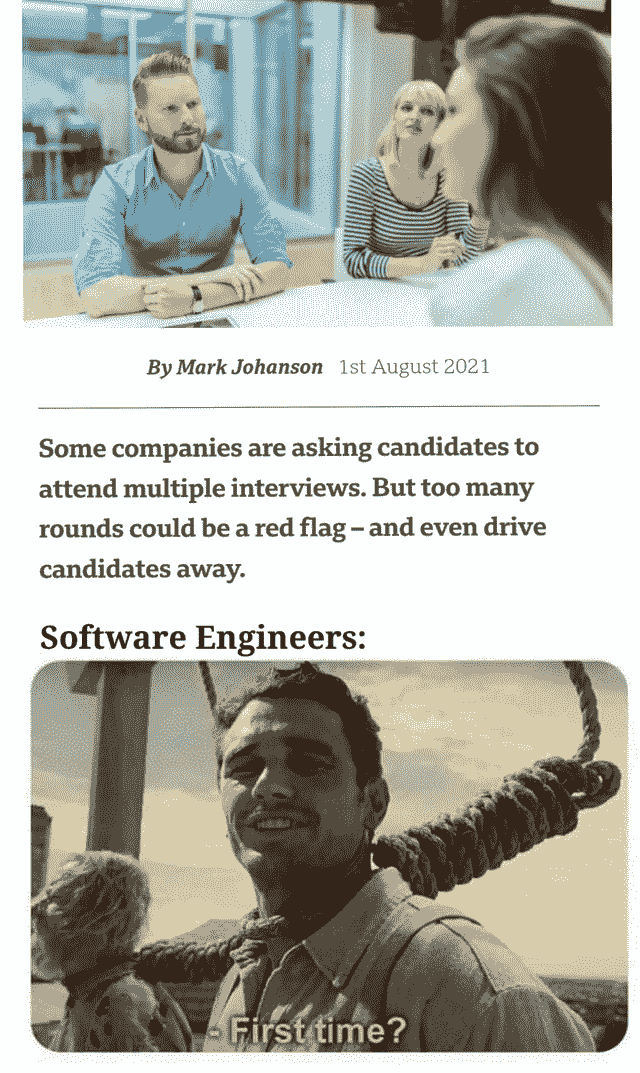 By Mark Johanson 1st August 2021
Some companies are asking candidates to
attend multiple interviews. But too many
rounds could be a red flag – and even drive
candidates away.
Software Engineers:
- First time?